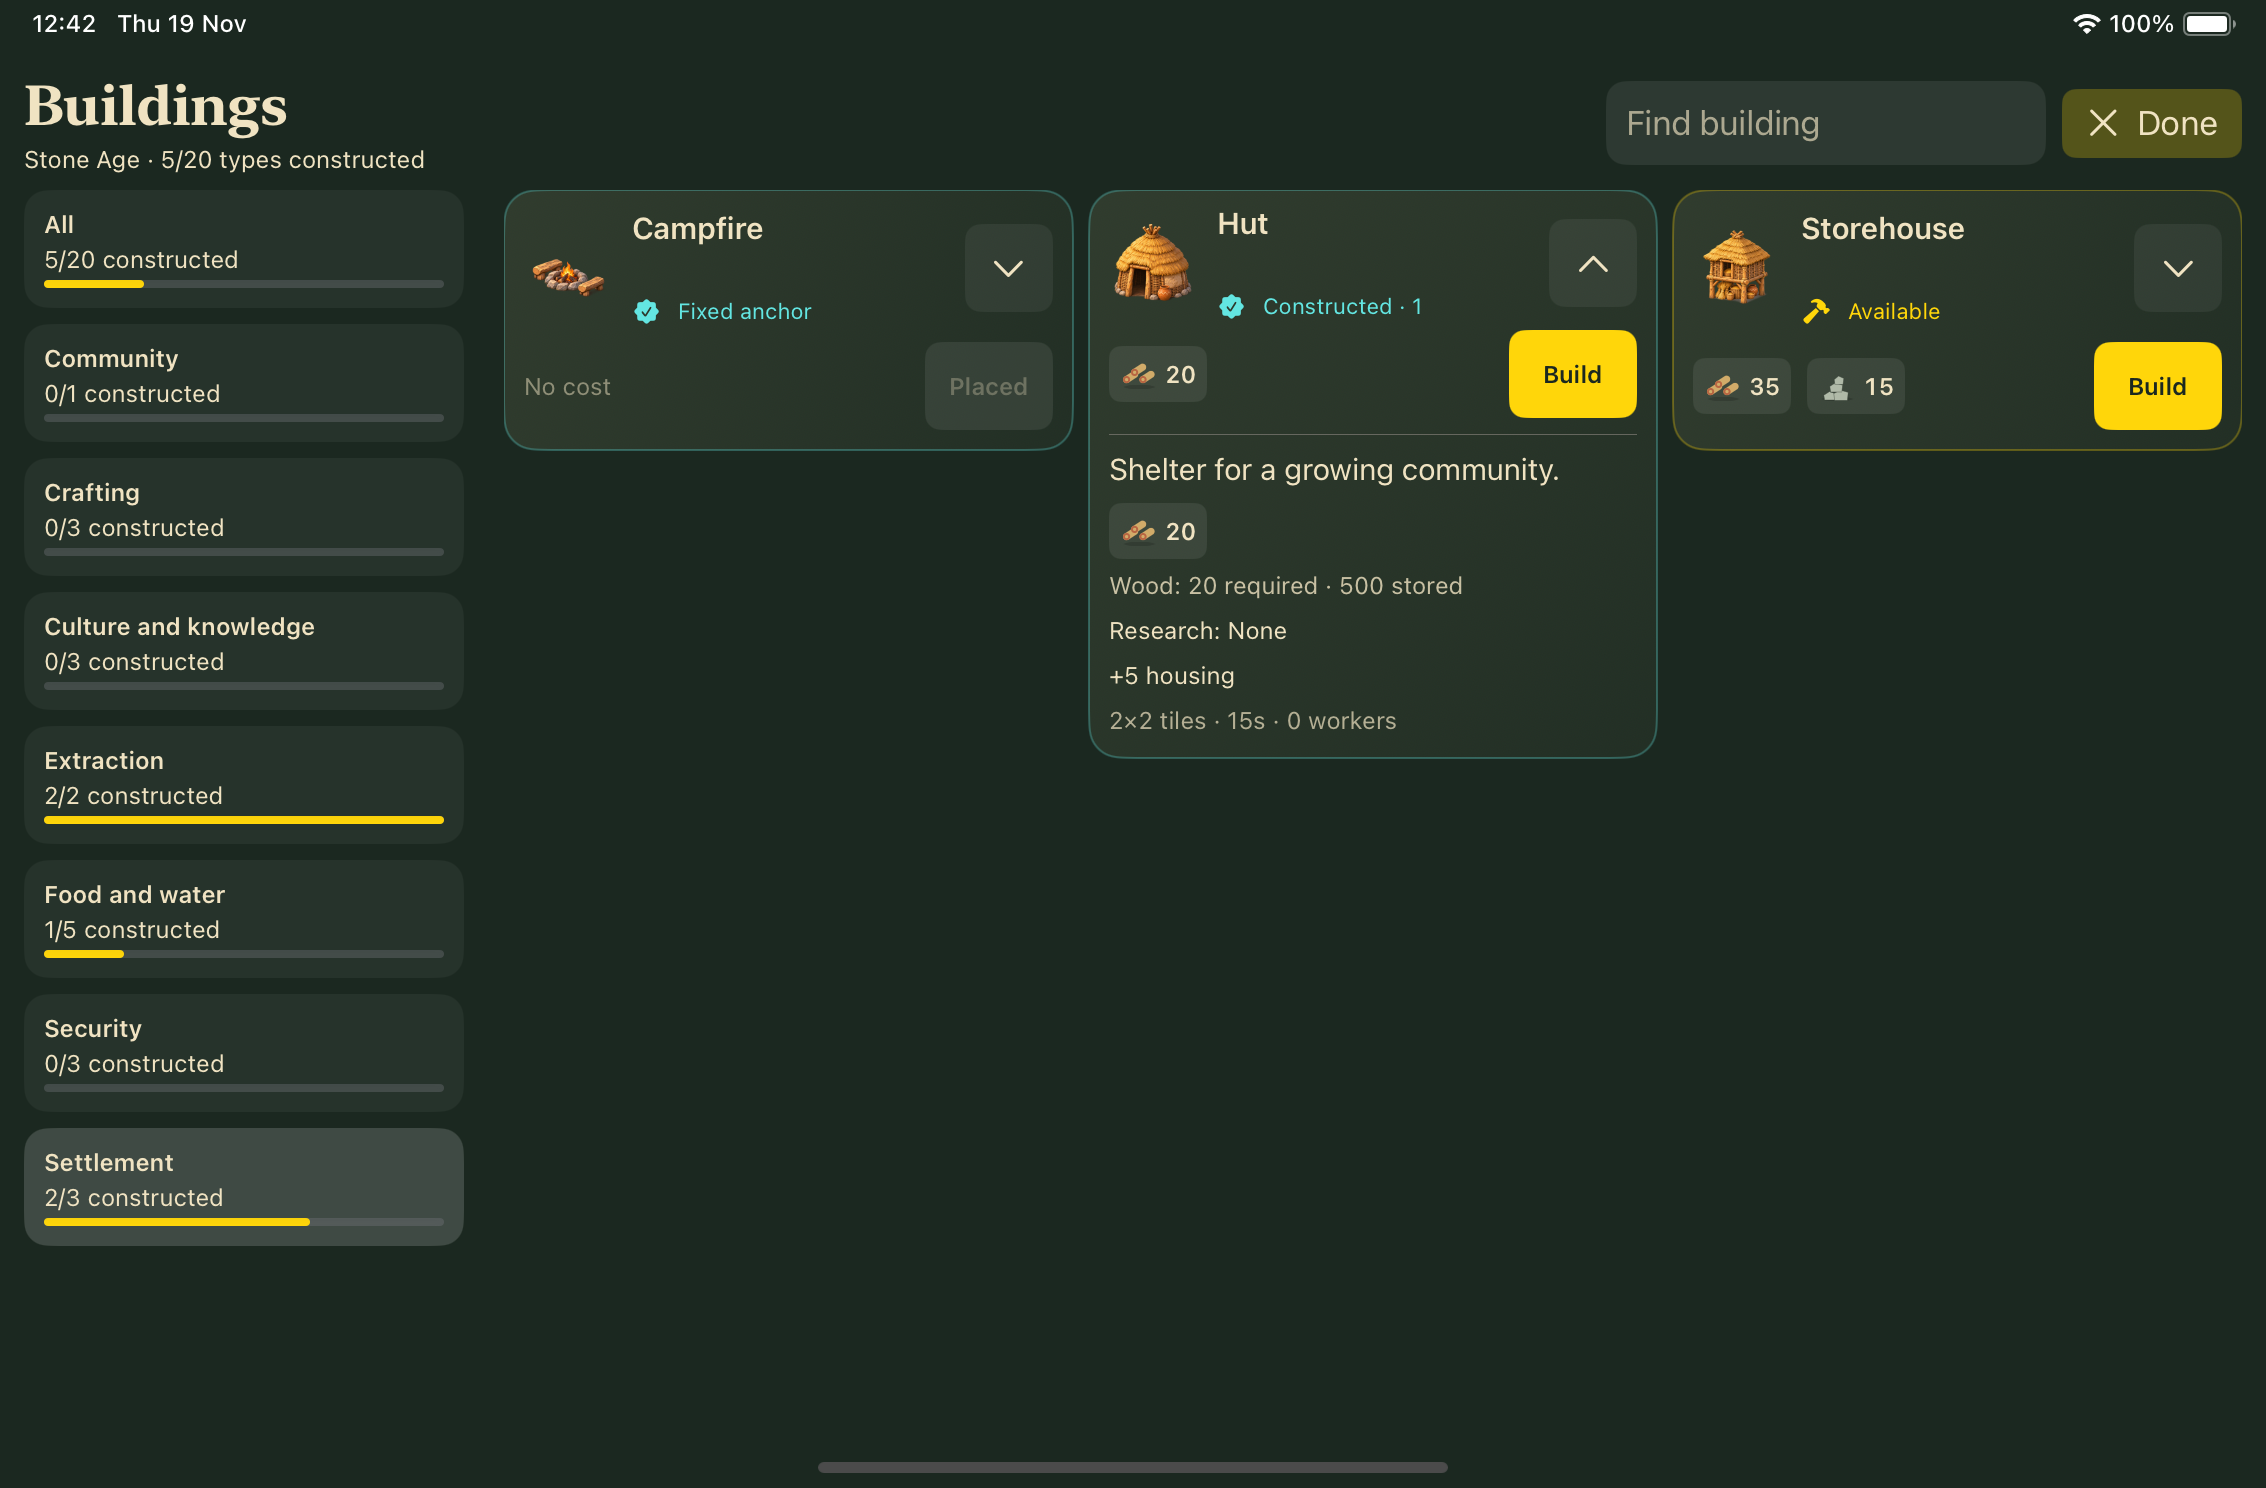 12:42 Thu 19 Nov
100%
Buildings
Stone Age · 5/20 types constructed
Find building
Done
All
5/20 constructed
Community
0/1 constructed
Crafting
0/3 constructed
Culture and knowledge
0/3 constructed
Extraction
2/2 constructed
Food and water
1/5 constructed
Security
0/3 constructed
Settlement
2/3 constructed
Campfire
Fixed anchor
No cost
Placed
Hut
Constructed · 1
20
Build
Shelter for a growing community.
20
Wood: 20 required · 500 stored
Research: None
+5 housing
2×2 tiles · 15s · 0 workers
Storehouse
Available
35 15
Build